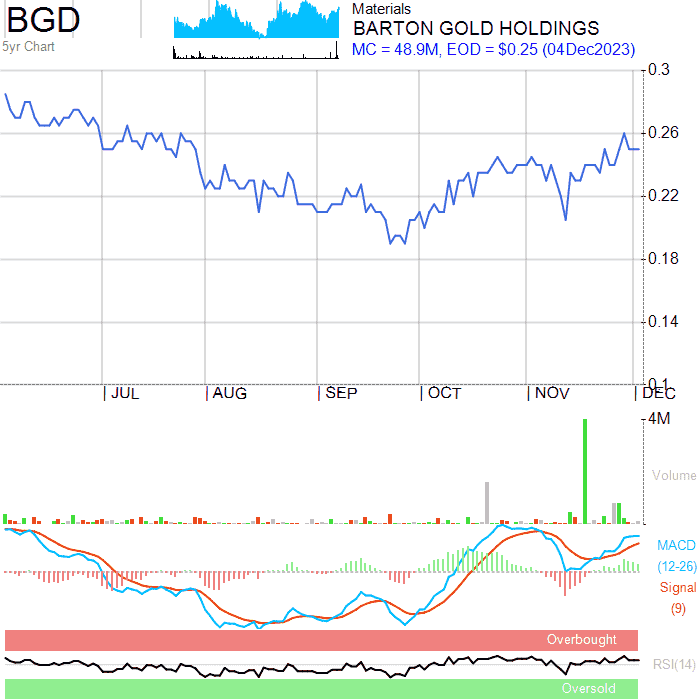 BGD
5yr Chart
Materials
BARTON GOLD HOLDINGS
MC = 48.9M, EOD = $0.25 (04Dec2023)
0.3
0.26
0.22
0.18
0.14
0.1
JUL
AUG
SEP
OCT
NOV
DEC
4M
Volume
MACD
(12-26)
Signal
(9)
Overbought
RSI(14)
Oversold